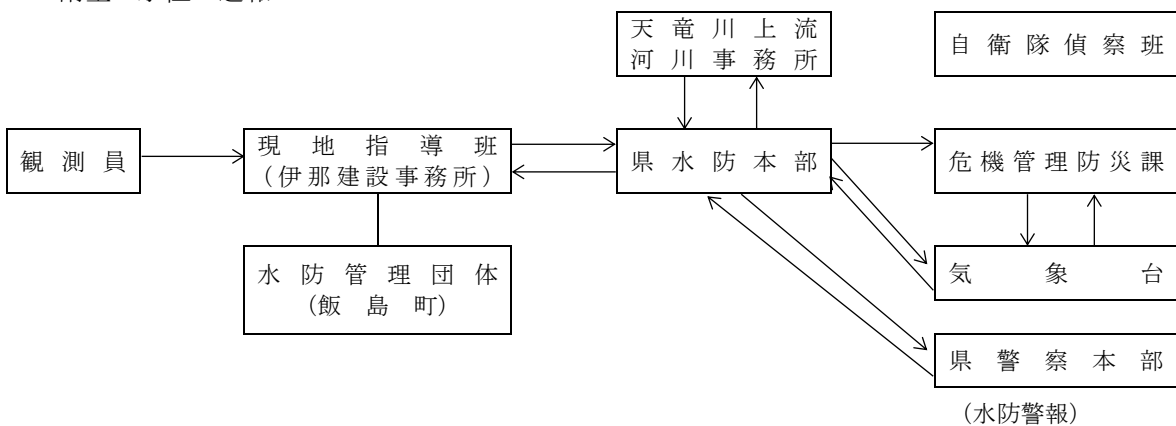 天竜川上流
河川事務所
自衛隊偵察班
観測員
現地指導班
（伊那建設事務所）
県水防本部
危機管理防災課
水防管理団体
（飯島町）
気象台
県警察本部
（水防警報）